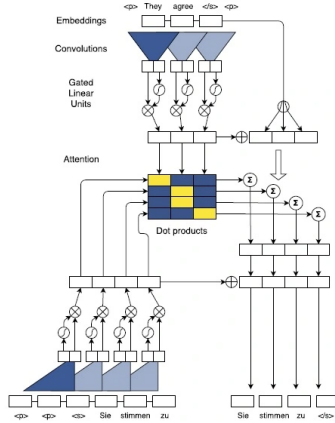 <p> They agree </s> <p>
Embeddings
Convolutions
Gated
Linear
Units
Attention
Σ
Σ
Σ
Σ
Dot products
<p> <p> <s> Sie stimmen zu
Sie stimmen zu </s>